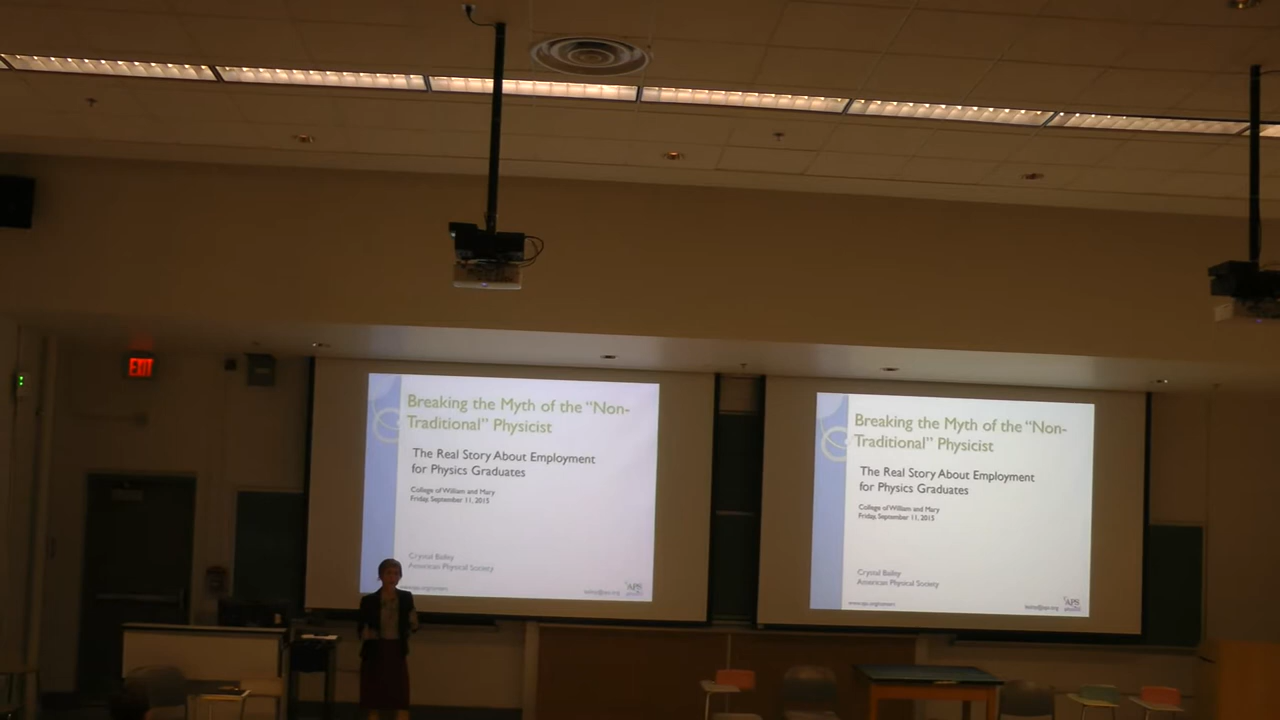 EXIT
Breaking the Myth of the “Non-
Traditional” Physicist
The Real Story About Employment
for Physics Graduates
College of William and Mary
Friday, September 11, 2015
Crystal Bailey
American Physical Society
APS
Breaking the Myth of the “Non-
Traditional” Physicist
The Real Story About Employment
for Physics Graduates
College of William and Mary
Friday, September 11, 2015
Crystal Bailey
American Physical Society
APS